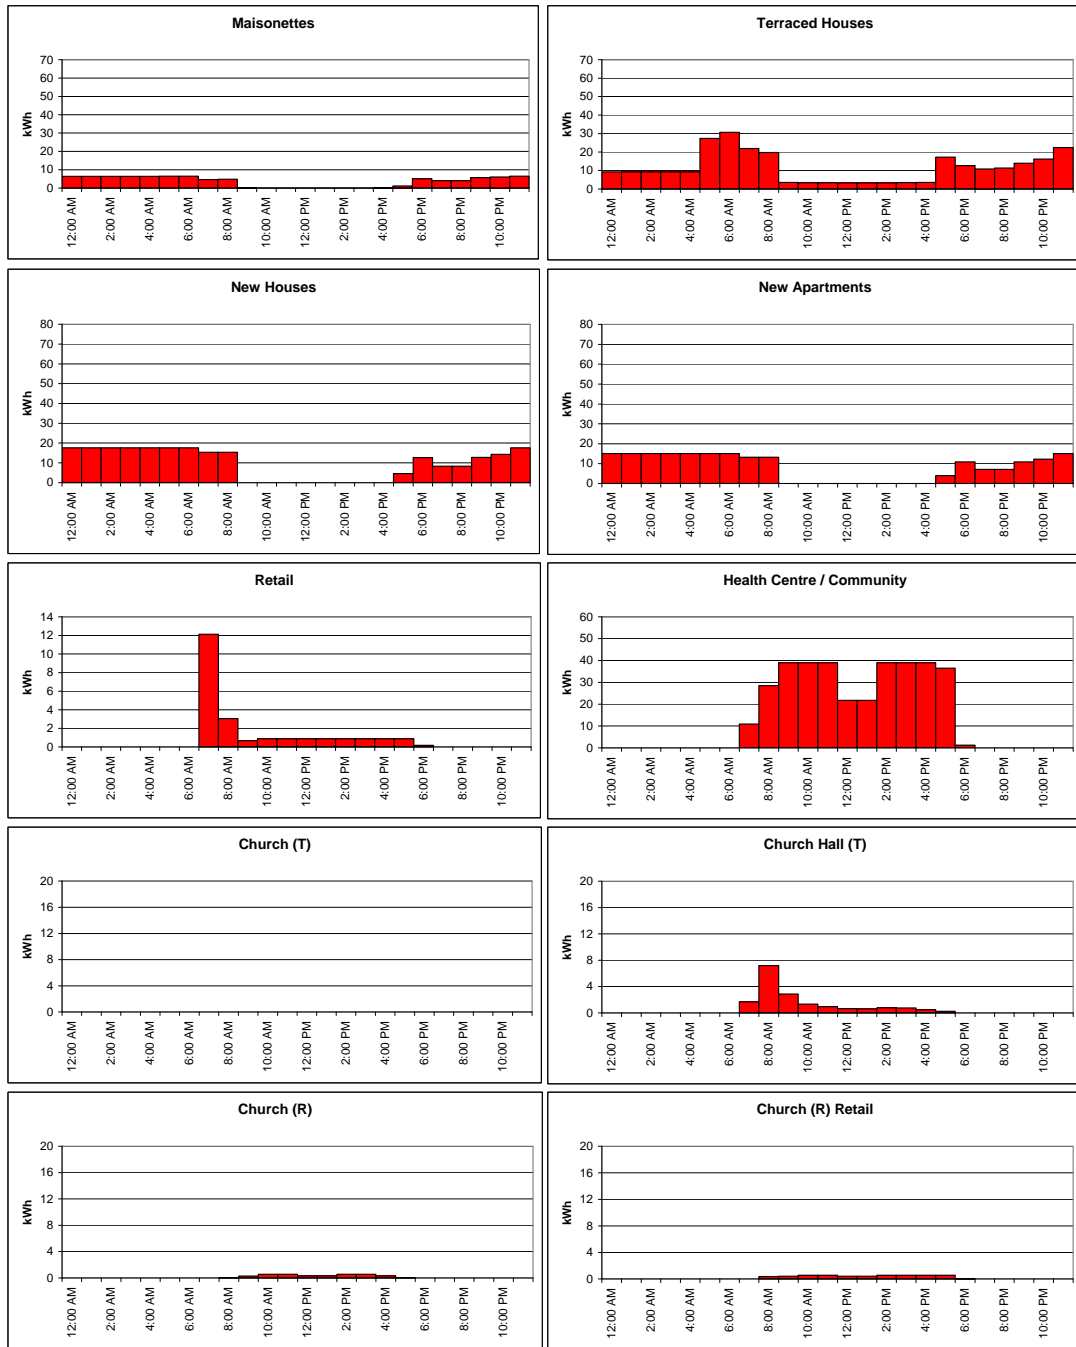 Maisonettes
70
60
50
40
30
20
10
0
kWh
12:00 AM 2:00 AM 4:00 AM 6:00 AM 8:00 AM 10:00 AM 12:00 PM 2:00 PM 4:00 PM 6:00 PM 8:00 PM 10:00 PM
Terraced Houses
70
60
50
40
30
20
10
0
kWh
12:00 AM 2:00 AM 4:00 AM 6:00 AM 8:00 AM 10:00 AM 12:00 PM 2:00 PM 4:00 PM 6:00 PM 8:00 PM 10:00 PM
New Houses
80
70
60
50
40
30
20
10
0
kWh
12:00 AM 2:00 AM 4:00 AM 6:00 AM 8:00 AM 10:00 AM 12:00 PM 2:00 PM 4:00 PM 6:00 PM 8:00 PM 10:00 PM
New Apartments
80
70
60
50
40
30
20
10
0
kWh
12:00 AM 2:00 AM 4:00 AM 6:00 AM 8:00 AM 10:00 AM 12:00 PM 2:00 PM 4:00 PM 6:00 PM 8:00 PM 10:00 PM
Retail
14
12
10
8
6
4
2
0
kWh
12:00 AM 2:00 AM 4:00 AM 6:00 AM 8:00 AM 10:00 AM 12:00 PM 2:00 PM 4:00 PM 6:00 PM 8:00 PM 10:00 PM
Health Centre / Community
60
50
40
30
20
10
0
kWh
12:00 AM 2:00 AM 4:00 AM 6:00 AM 8:00 AM 10:00 AM 12:00 PM 2:00 PM 4:00 PM 6:00 PM 8:00 PM 10:00 PM
Church (T)
20
16
12
8
4
0
kWh
12:00 AM 2:00 AM 4:00 AM 6:00 AM 8:00 AM 10:00 AM 12:00 PM 2:00 PM 4:00 PM 6:00 PM 8:00 PM 10:00 PM
Church Hall (T)
20
16
12
8
4
0
kWh
12:00 AM 2:00 AM 4:00 AM 6:00 AM 8:00 AM 10:00 AM 12:00 PM 2:00 PM 4:00 PM 6:00 PM 8:00 PM 10:00 PM
Church (R)
20
16
12
8
4
0
kWh
12:00 AM 2:00 AM 4:00 AM 6:00 AM 8:00 AM 10:00 AM 12:00 PM 2:00 PM 4:00 PM 6:00 PM 8:00 PM 10:00 PM
Church (R) Retail
20
16
12
8
4
0
kWh
12:00 AM 2:00 AM 4:00 AM 6:00 AM 8:00 AM 10:00 AM 12:00 PM 2:00 PM 4:00 PM 6:00 PM 8:00 PM 10:00 PM